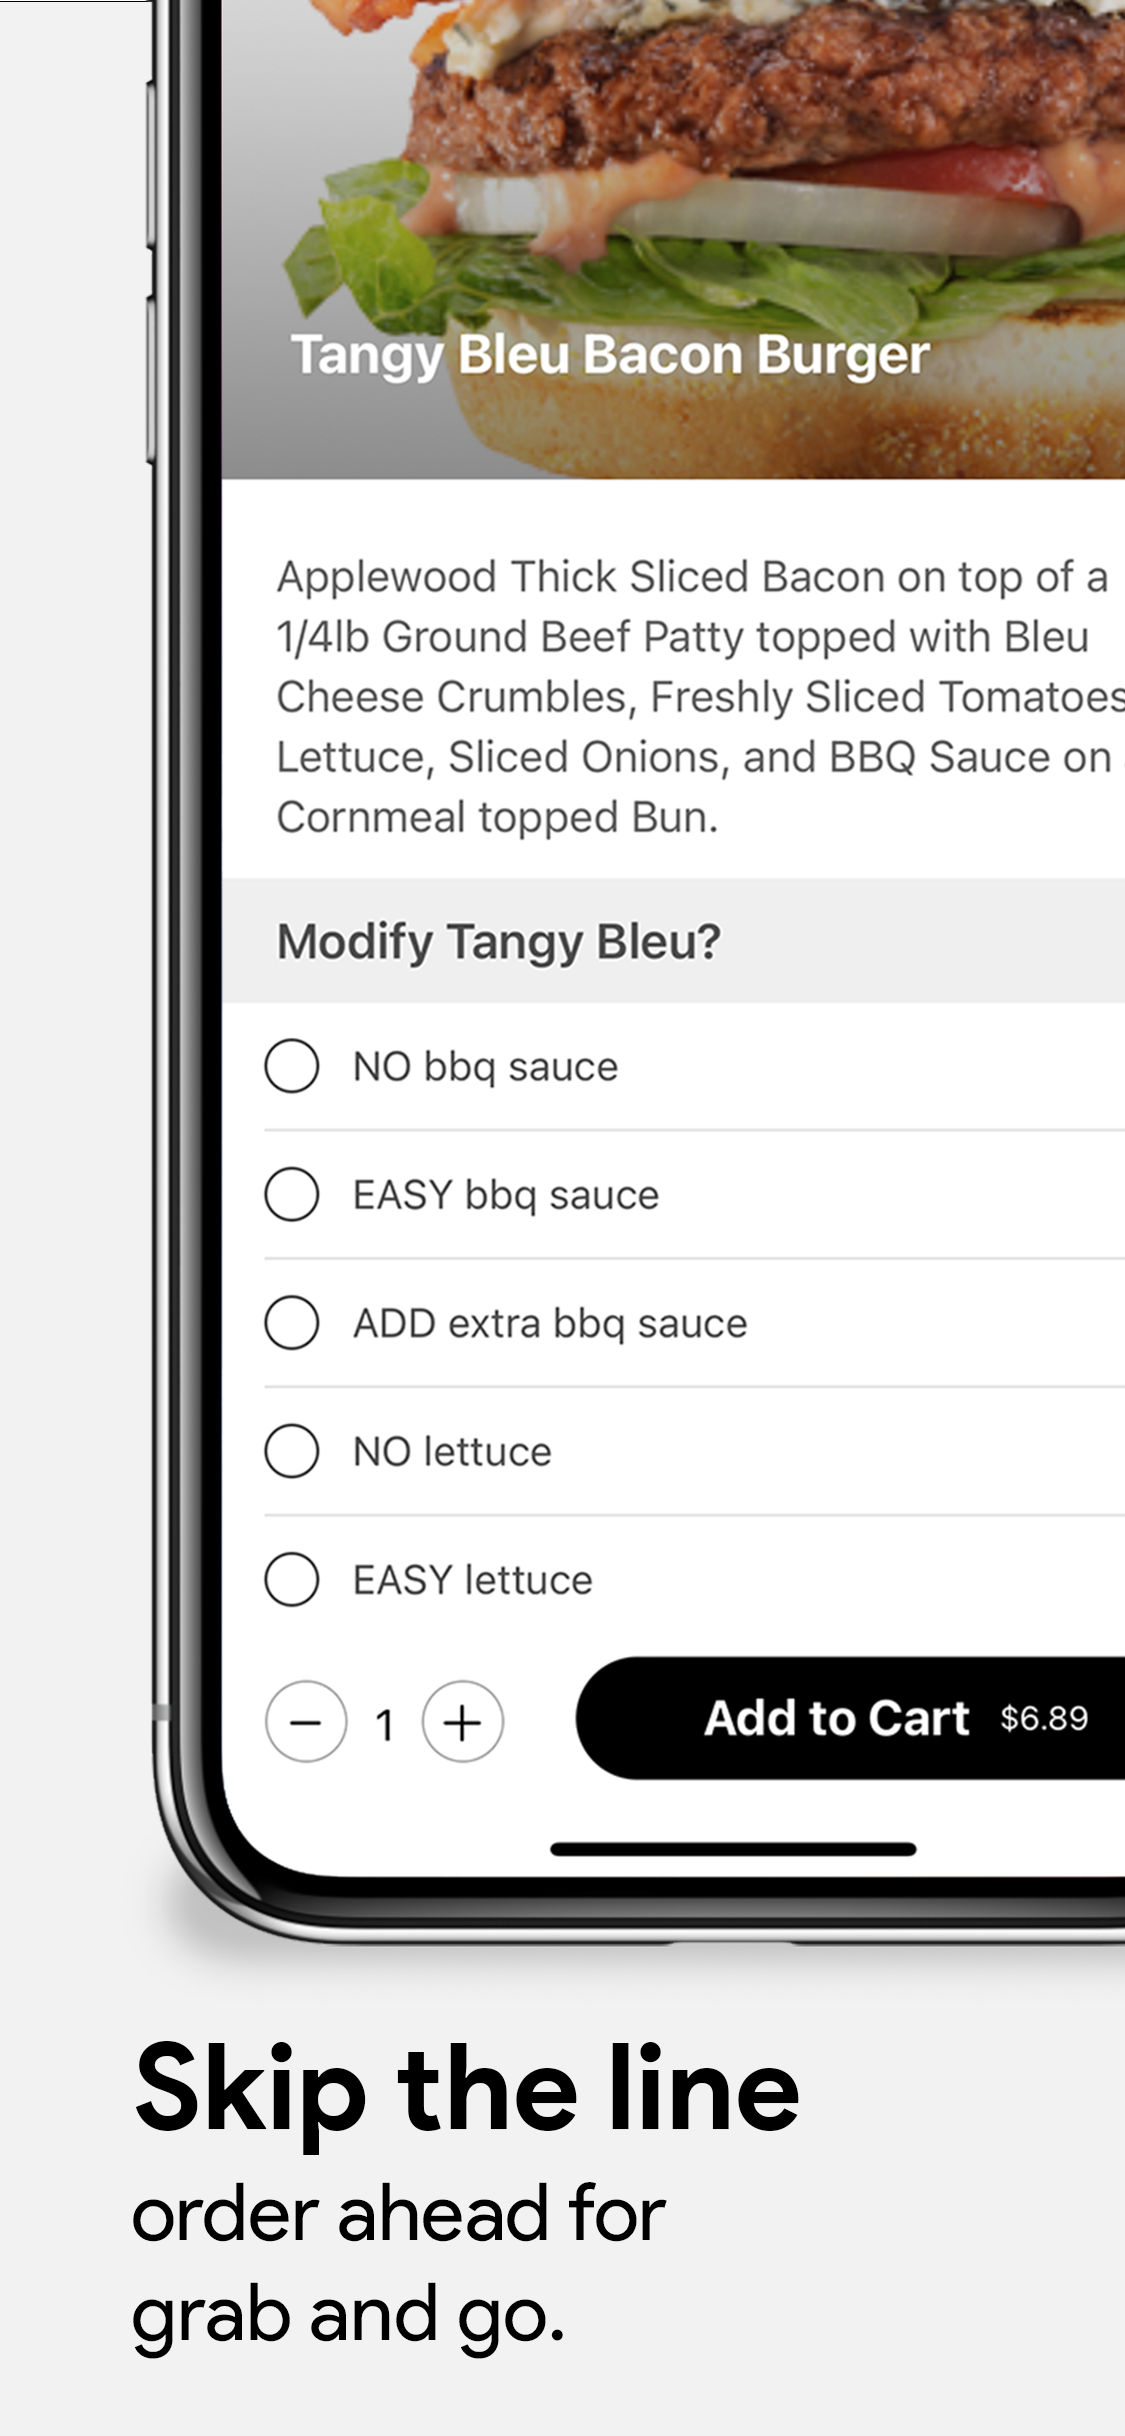 Tangy Bleu Bacon Burger
Applewood Thick Sliced Bacon on top of a
1/4lb Ground Beef Patty topped with Bleu
Cheese Crumbles, Freshly Sliced Tomatoes
Lettuce, Sliced Onions, and BBQ Sauce on
Cornmeal topped Bun.
Modify Tangy Bleu?
NO bbq sauce
EASY bbq sauce
ADD extra bbq sauce
NO lettuce
EASY lettuce
1 Add to Cart $6.89
Skip the line
order ahead for
grab and go.